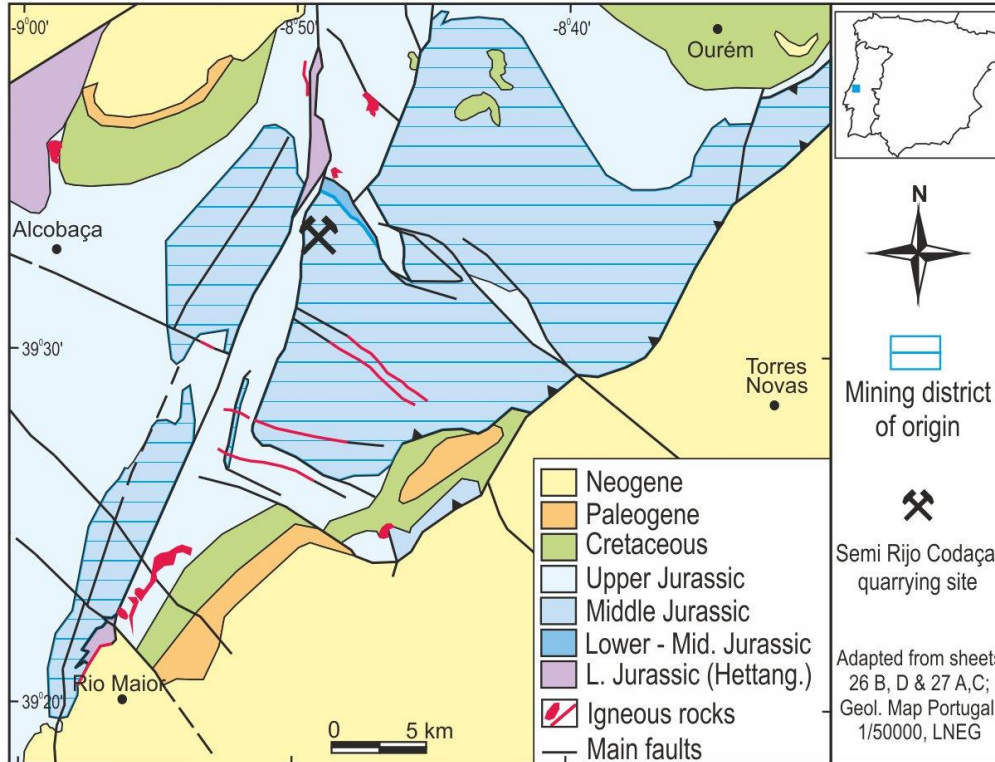 -9°00'
-8°50'
-8°40'
Ourém
Alcobaça
39°30'
Torres
Novas
Rio Maior
39°20'
0 5 km
Neogene
Paleogene
Cretaceous
Upper Jurassic
Middle Jurassic
Lower - Mid. Jurassic
L. Jurassic (Hettang.)
Igneous rocks
Main faults
N
Mining district
of origin
Semi Rijo Codaça
quarrying site
Adapted from sheets
26 B, D & 27 A,C;
Geol. Map Portugal
1/50000, LNEG